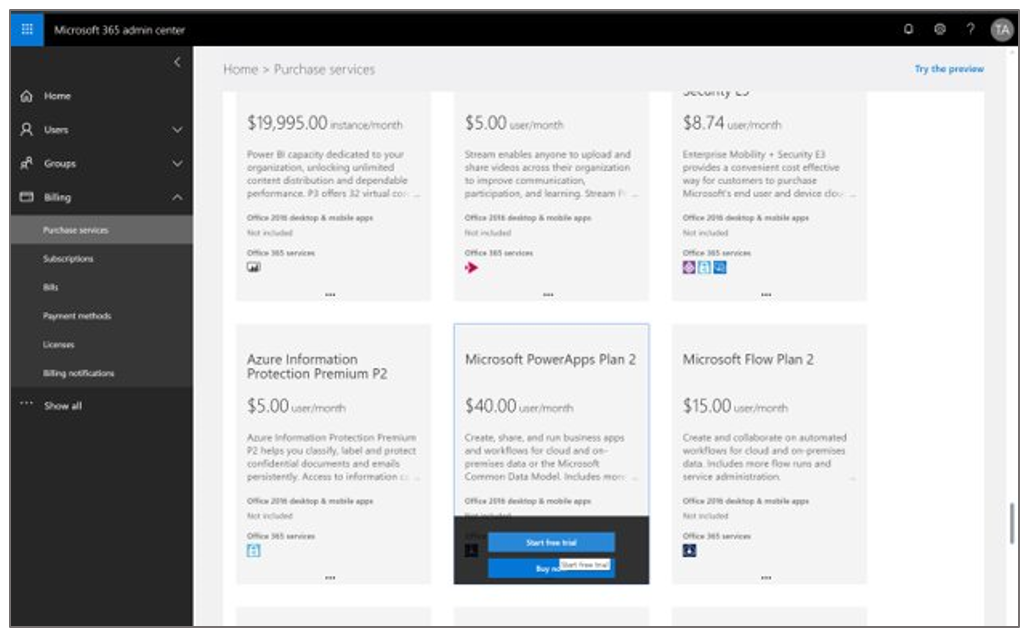 Microsoft 365 admin center
?
TA
Home
Users
Groups
Billing
Purchase services
Subscriptions
Bills
Payment methods
Licenses
Billing notifications
Show all
Home > Purchase services
Try the preview
$19,995.00 instance/month
Power BI capacity dedicated to your
organization, unlocking unlimited
content distribution and dependable
performance. P3 offers 32 virtual ...
Office 2016 desktop & mobile apps
Not included
Office 365 services
...
$5.00 user/month
Stream enables anyone to upload and
share videos across their organization
to improve communication,
participation, and learning. Stream ...
Office 2016 desktop & mobile apps
Not included
Office 365 services
...
Security E3
$8.74 user/month
Enterprise Mobility + Security E3
provides a convenient cost effective
way for customers to purchase
Microsoft's end user and device ...
Office 2016 desktop & mobile apps
Not included
Office 365 services
...
Azure Information
Protection Premium P2
$5.00 user/month
Azure Information Protection Premium
P2 helps you classify, label and protect
confidential documents and emails
persistently. Access to information ...
Office 2016 desktop & mobile apps
Not included
Office 365 services
...
Microsoft PowerApps Plan 2
$40.00 user/month
Create, share, and run business apps
and workflows for cloud and on-
premises data or the Microsoft
Common Data Model. Includes more ...
Office 2016 desktop & mobile apps
Not included
Start free trial
Buy
Start free trial
Microsoft Flow Plan 2
$15.00 user/month
Create and collaborate on automated
workflows for cloud and on-premises
data. Includes more flow runs and
service administration. ...
Office 2016 desktop & mobile apps
Not included
Office 365 services
...